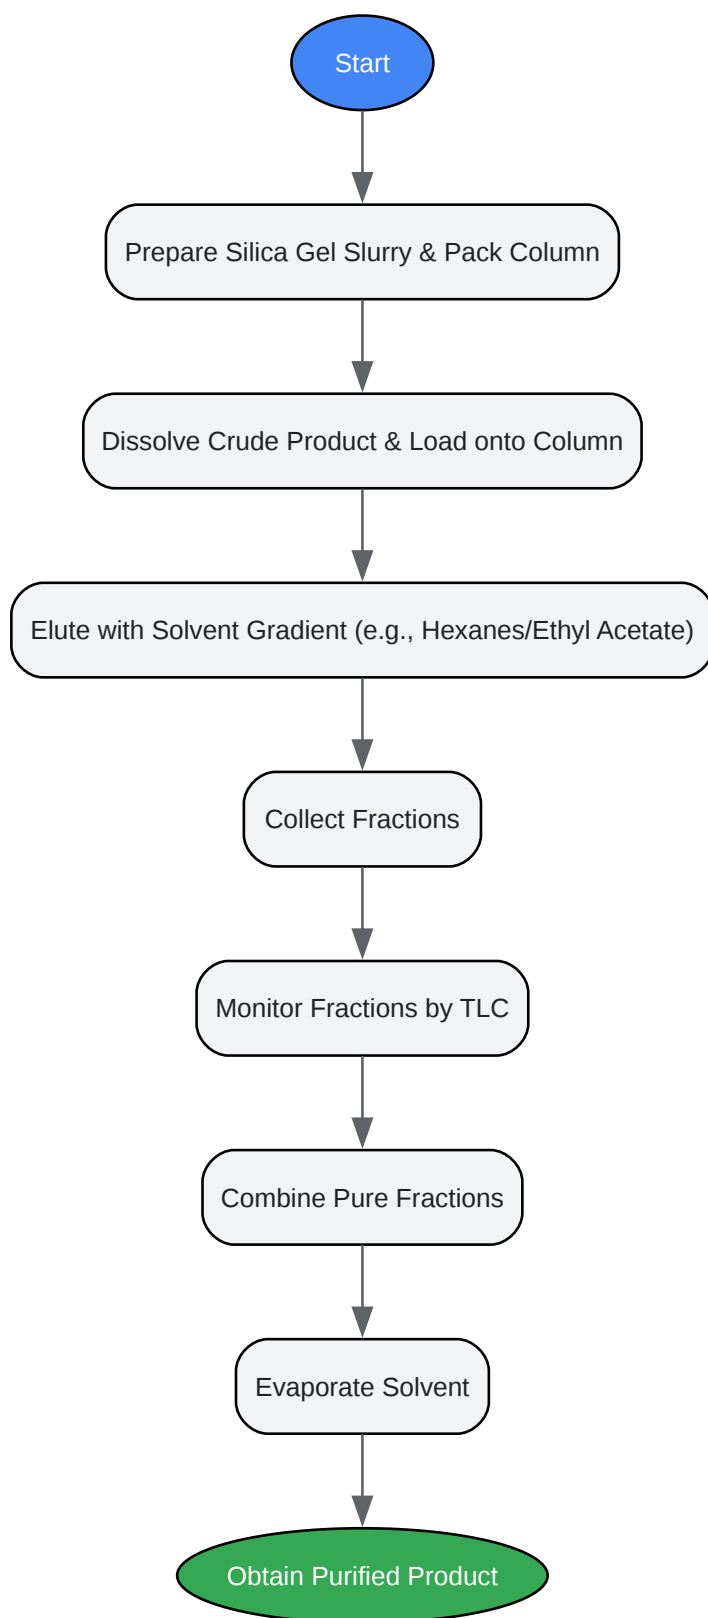 Start
Prepare Silica Gel Slurry & Pack Column
Dissolve Crude Product & Load onto Column
Elute with Solvent Gradient (e.g., Hexanes/Ethyl Acetate)
Collect Fractions
Monitor Fractions by TLC
Combine Pure Fractions
Evaporate Solvent
Obtain Purified Product